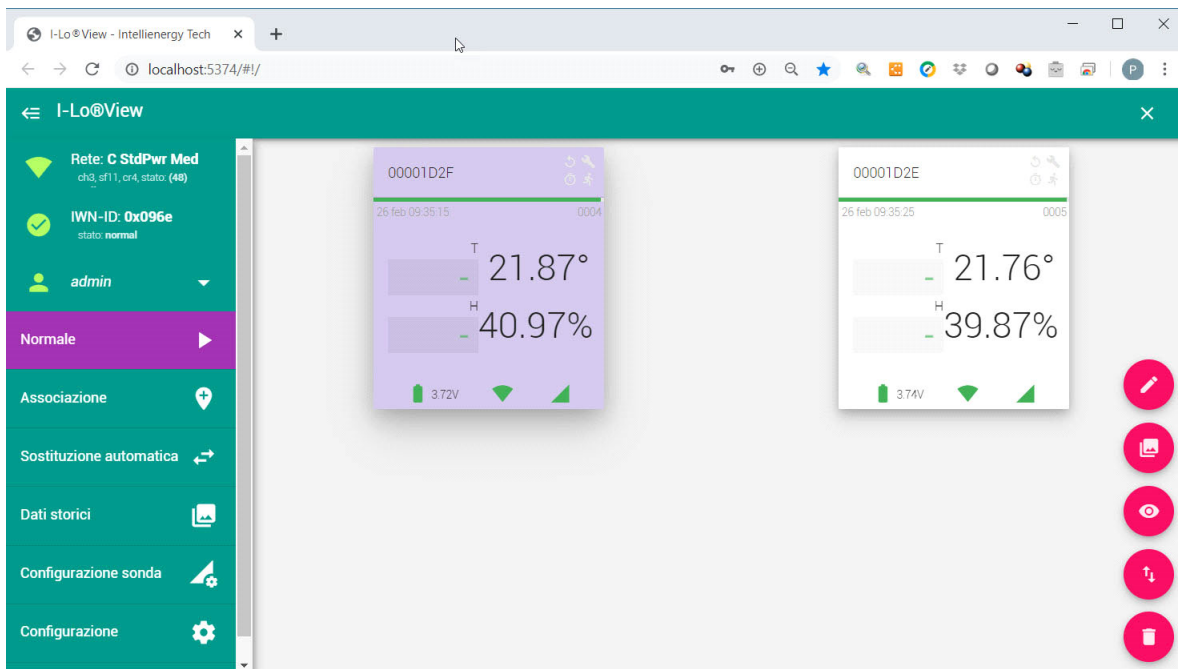 I-Lo®View - Intellienergy Tech
localhost:5374/#!/
P
I-Lo®View
Rete: C StdPwr Med
ch3, sf11, cr4, stato: (48)
IWN-ID: 0x096e
stato: normal
admin
Normale
Associazione
Sostituzione automatica
Dati storici
Configurazione sonda
Configurazione
00001D2F
26 feb 09:35:15 0004
T
- 21.87°
H
- 40.97%
3.72V
00001D2E
26 feb 09:35:25 0005
T
- 21.76°
H
- 39.87%
3.74V